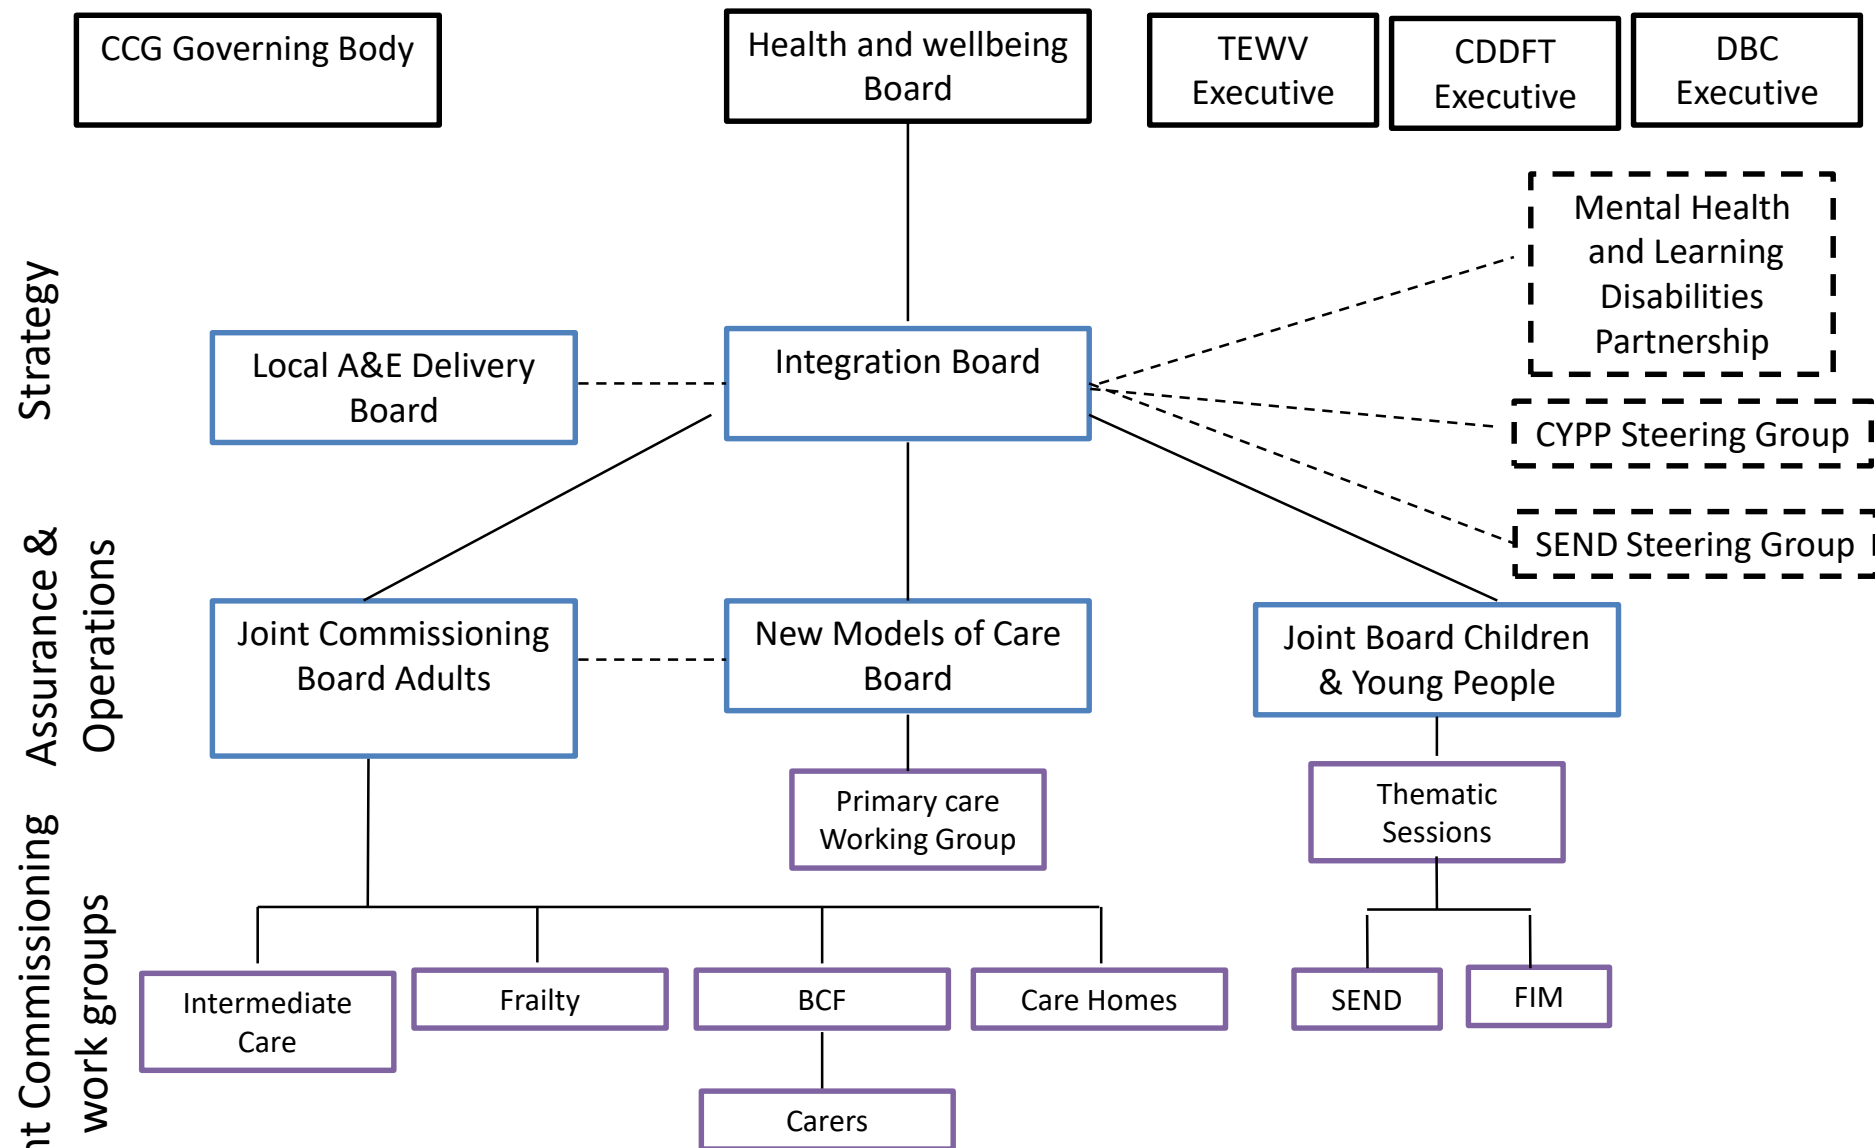 CCG Governing Body
Health and wellbeing
Board
TEWV
Executive
CDDFT
Executive
DBC
Executive
Strategy
Mental Health
and Learning
Disabilities
Partnership
Local A&E Delivery
Board
Integration Board
CYPP Steering Group
SEND Steering Group
Assurance &
Operations
Joint Commissioning
Board Adults
New Models of Care
Board
Joint Board Children
& Young People
Primary care
Working Group
Thematic
Sessions
nt Commissioning
work groups
Intermediate
Care
Frailty
BCF
Care Homes
SEND
FIM
Carers